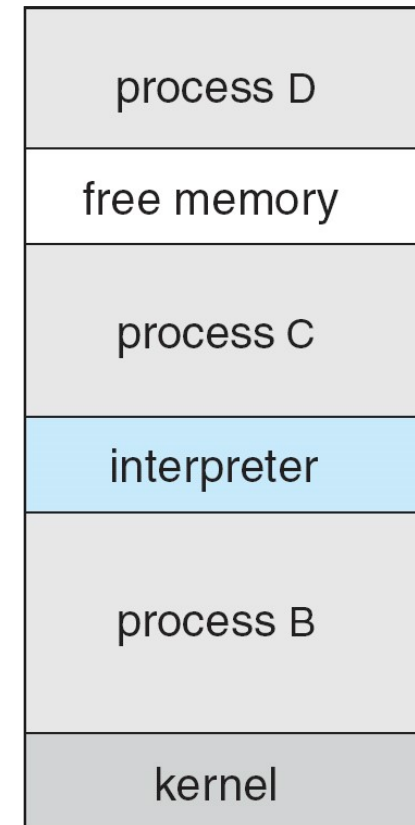 process D
free memory
process C
interpreter
process B
kernel